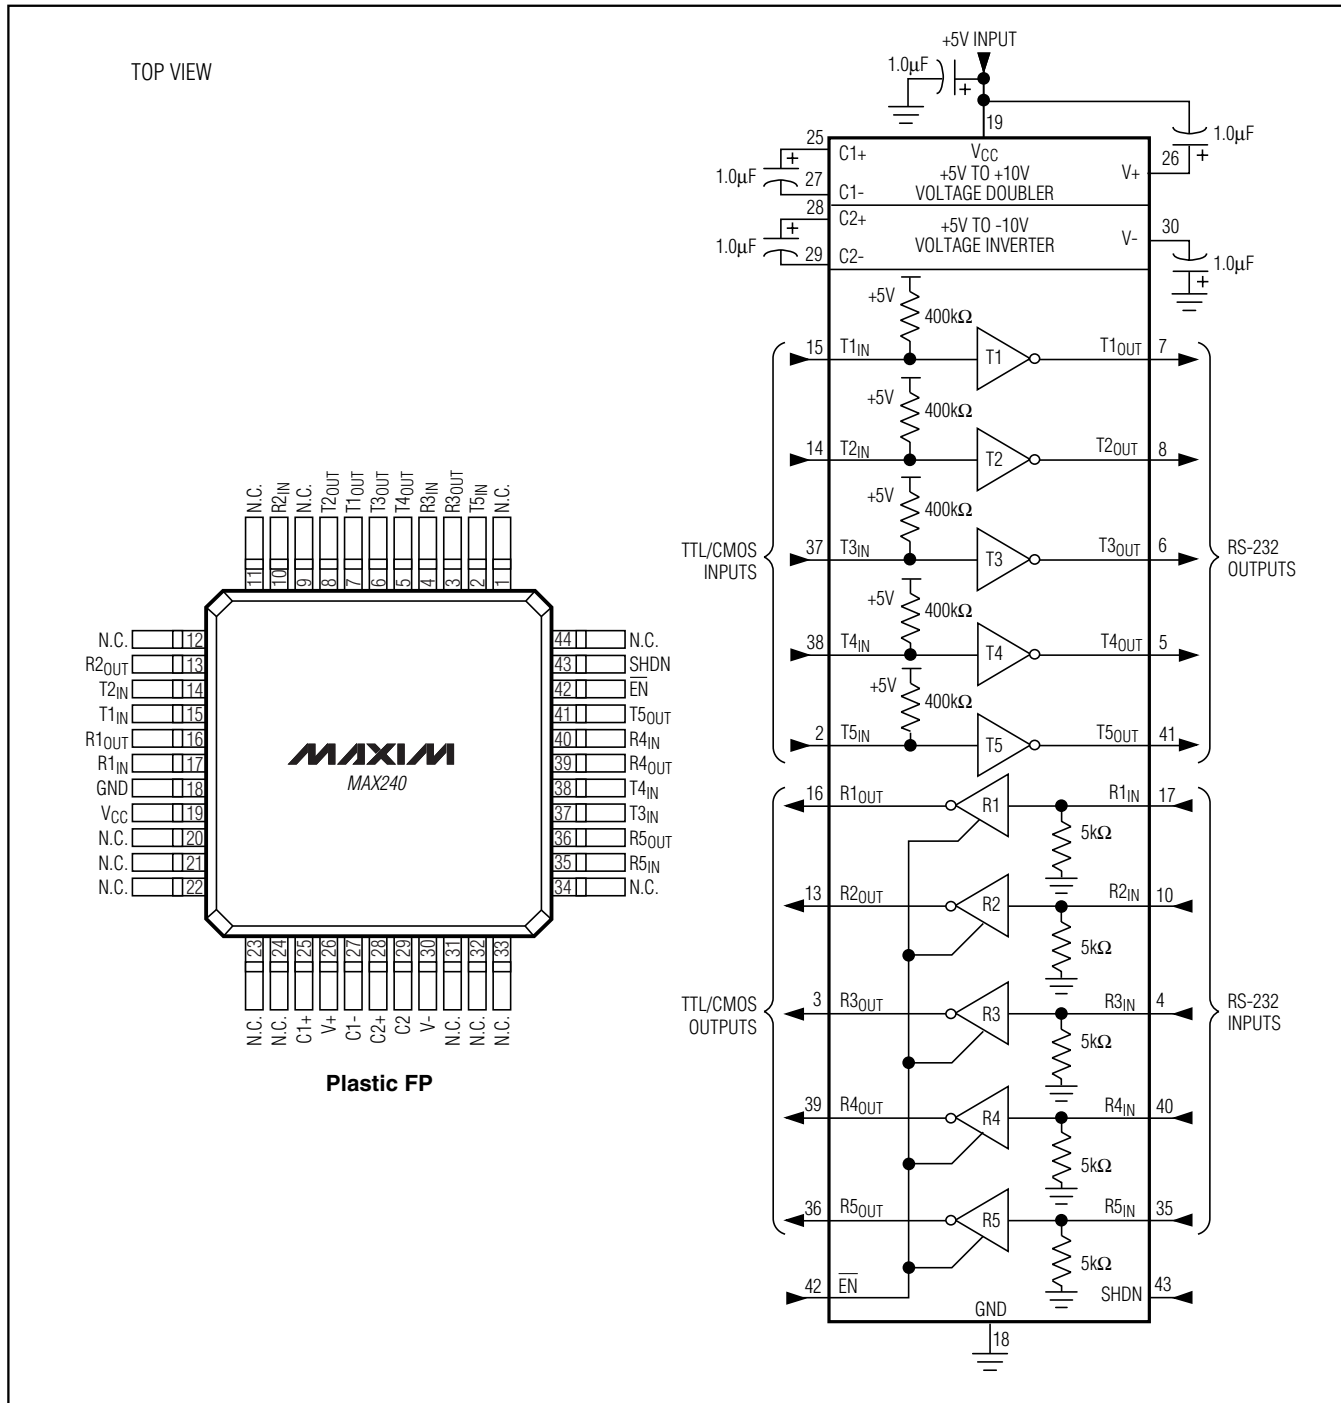 TOP VIEW
+5V INPUT
1.0µF
+
19
1.0µF
+
25
C1+
VCC
+5V TO +10V
VOLTAGE DOUBLER
V+
26
1.0µF
+
27
C1-
28
C2+
+5V TO -10V
VOLTAGE INVERTER
V-
30
1.0µF
+
29
C2-
1.0µF
+
+5V
400kΩ
15
T1IN
T1
T1OUT
7
+5V
400kΩ
14
T2IN
T2
T2OUT
8
+5V
400kΩ
TTL/CMOS
INPUTS
37
T3IN
T3
T3OUT
6
RS-232
OUTPUTS
+5V
400kΩ
38
T4IN
T4
T4OUT
5
+5V
400kΩ
2
T5IN
T5
T5OUT
41
16
R1OUT
R1
R1IN
17
5kΩ
13
R2OUT
R2
R2IN
10
5kΩ
TTL/CMOS
OUTPUTS
3
R3OUT
R3
R3IN
4
RS-232
INPUTS
5kΩ
39
R4OUT
R4
R4IN
40
5kΩ
36
R5OUT
R5
R5IN
35
5kΩ
42
EN
SHDN
43
GND
18
N.C.
R2IN
N.C.
T2OUT
T1OUT
T3OUT
T4OUT
R3IN
R3OUT
T5IN
N.C.
11
10
9
8
7
6
5
4
3
2
1
N.C. 12
R2OUT 13
T2IN 14
T1IN 15
R1OUT 16
R1IN 17
GND 18
VCC 19
N.C. 20
N.C. 21
N.C. 22
MAXIM
MAX240
44 N.C.
43 SHDN
42 EN
41 T5OUT
40 R4IN
39 R4OUT
38 T4IN
37 T3IN
36 R5OUT
35 R5IN
34 N.C.
23
24
25
26
27
28
29
30
31
32
33
N.C.
N.C.
C1+
V+
C1-
C2+
C2
V-
N.C.
N.C.
N.C.
Plastic FP